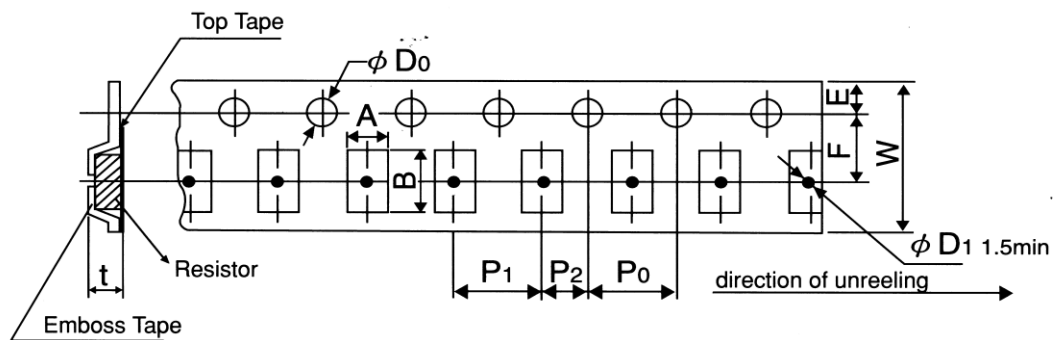 Top Tape
φ D0
A
E
F
W
B
φ D1 1.5min
P1
P2
P0
direction of unreeling
t
Resistor
Emboss Tape